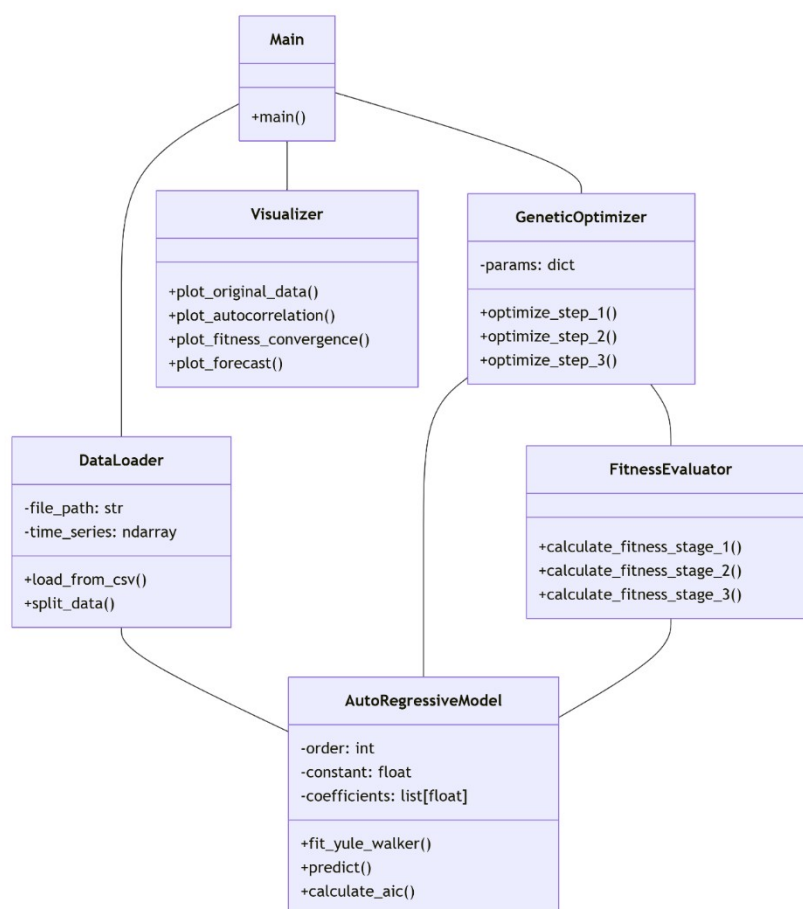 Main
+main()
Visualizer
+plot_original_data()
+plot_autocorrelation()
+plot_fitness_convergence()
+plot_forecast()
GeneticOptimizer
-params: dict
+optimize_step_1()
+optimize_step_2()
+optimize_step_3()
DataLoader
-file_path: str
-time_series: ndarray
+load_from_csv()
+split_data()
FitnessEvaluator
+calculate_fitness_stage_1()
+calculate_fitness_stage_2()
+calculate_fitness_stage_3()
AutoRegressiveModel
-order: int
-constant: float
-coefficients: list[float]
+fit_yule_walker()
+predict()
+calculate_aic()